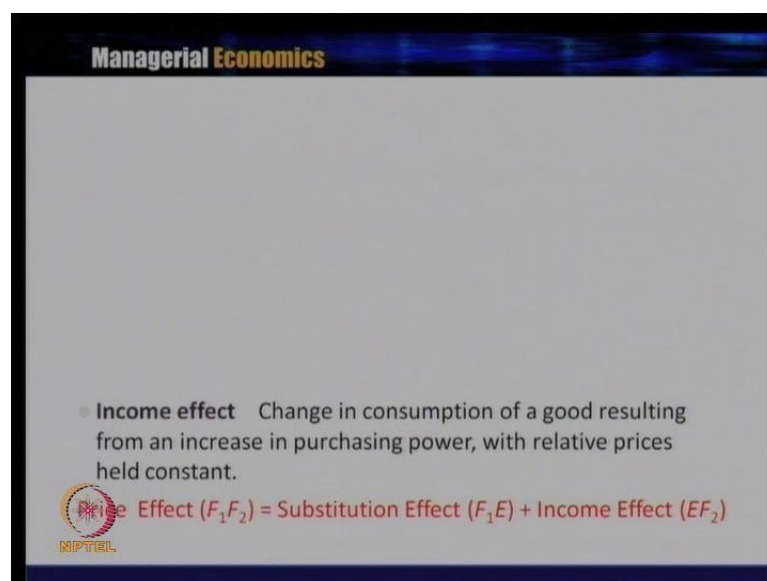 Managerial Economics
Income effect Change in consumption of a good resulting
from an increase in purchasing power, with relative prices
held constant.
Price Effect (F₁F₂) = Substitution Effect (F₁E) + Income Effect (EF₂)
NPTEL